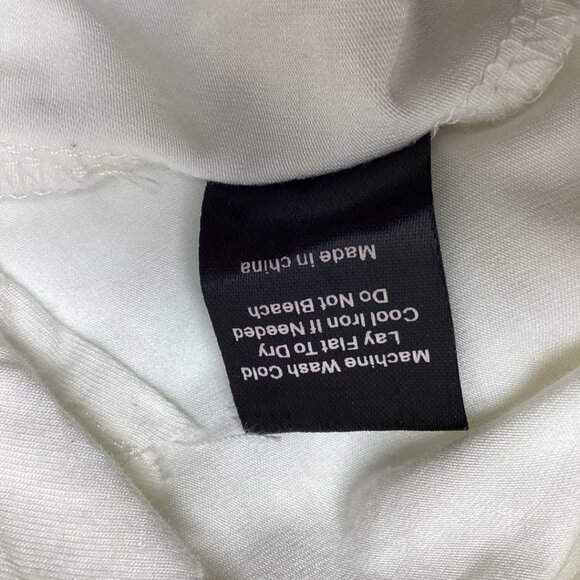 Machine Wash Cold
Lay Flat To Dry
Cool Iron If Needed
Do Not Bleach
Made in china